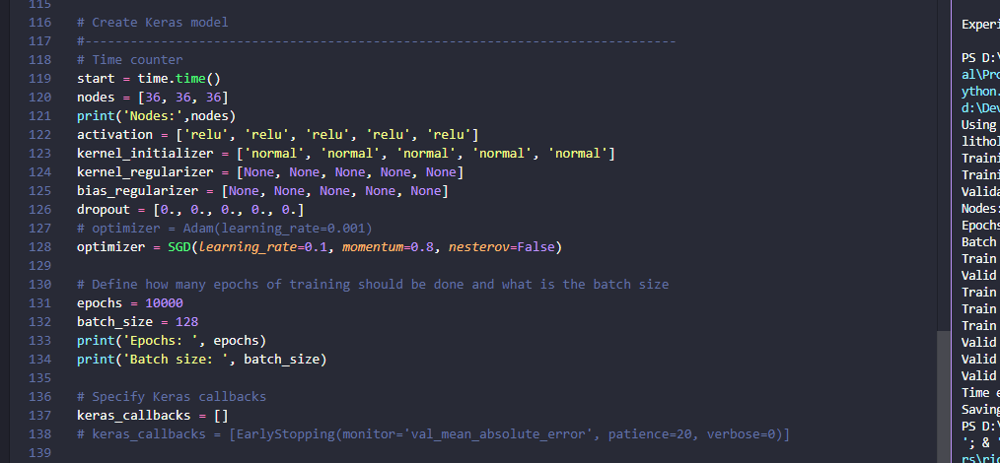 115
116 # Create Keras model
117 #------------------------------------------------------------------------------
118 # Time counter
119 start = time.time()
120 nodes = [36, 36, 36]
121 print('Nodes:',nodes)
122 activation = ['relu', 'relu', 'relu', 'relu', 'relu']
123 kernel_initializer = ['normal', 'normal', 'normal', 'normal', 'normal']
124 kernel_regularizer = [None, None, None, None, None]
125 bias_regularizer = [None, None, None, None, None]
126 dropout = [0., 0., 0., 0., 0.]
127 # optimizer = Adam(learning_rate=0.001)
128 optimizer = SGD(learning_rate=0.1, momentum=0.8, nesterov=False)
129
130 # Define how many epochs of training should be done and what is the batch size
131 epochs = 10000
132 batch_size = 128
133 print('Epochs: ', epochs)
134 print('Batch size: ', batch_size)
135
136 # Specify Keras callbacks
137 keras_callbacks = []
138 # keras_callbacks = [EarlyStopping(monitor='val_mean_absolute_error', patience=20, verbose=0)]
139
Experi
PS D:\
al\Pro
ython.
d:\Dev
Using
lithol
Traini
Traini
Valida
Nodes:
Epochs
Batch
Train
Valid
Train
Train
Train
Valid
Valid
Valid
Time e
Saving
PS D:\
'; & '
rs\ric